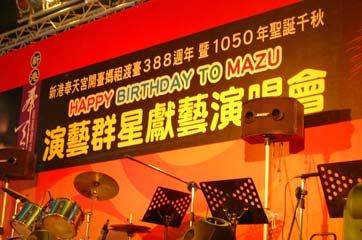 新港奉天宮開臺媽祖渡臺388週年暨1050年聖誕千秋
HAPPY BIRTHDAY TO MAZU
演藝群星獻藝演唱會
新港